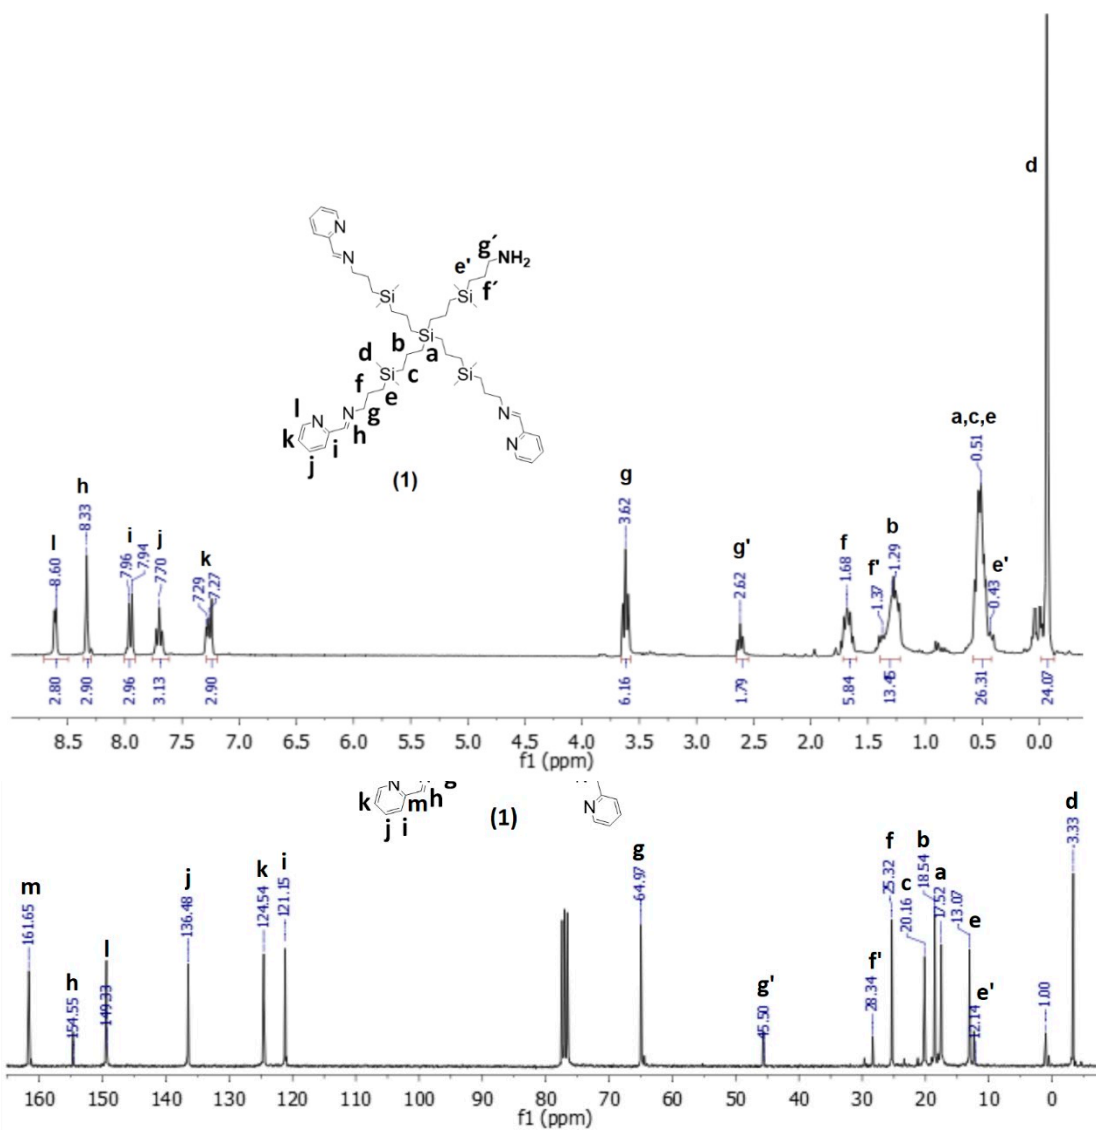 d
N
N
g´
NH2
e'
f´
Si
Si
Si
b
a
d
Si
c
Si
f
e
N
g
N
l
N
h
k
i
j
N
(1)
a,c,e
0.51
h
8.33
g
3.62
l
8.60
i
7.96
7.94
j
7.70
k
7.29
7.27
g'
2.62
f
1.68
f'
1.37
b
1.29
e'
0.43
2.80
2.90
2.96
3.13
2.90
6.16
1.79
5.84
13.45
26.31
24.07
8.5 8.0 7.5 7.0 6.5 6.0 5.5 5.0 4.5 4.0 3.5 3.0 2.5 2.0 1.5 1.0 0.5 0.0
f1 (ppm)
N
g
k
m
h
j
i
(1)
N
m
161.65
h
154.55
l
149.33
j
136.48
k
124.54
i
121.15
g
64.97
g'
45.50
f'
28.34
f
25.32
c
20.16
b
18.54
a
17.52
13.07
e
e'
12.14
1.00
d
-3.33
160 150 140 130 120 110 100 90 80 70 60 50 40 30 20 10 0
f1 (ppm)